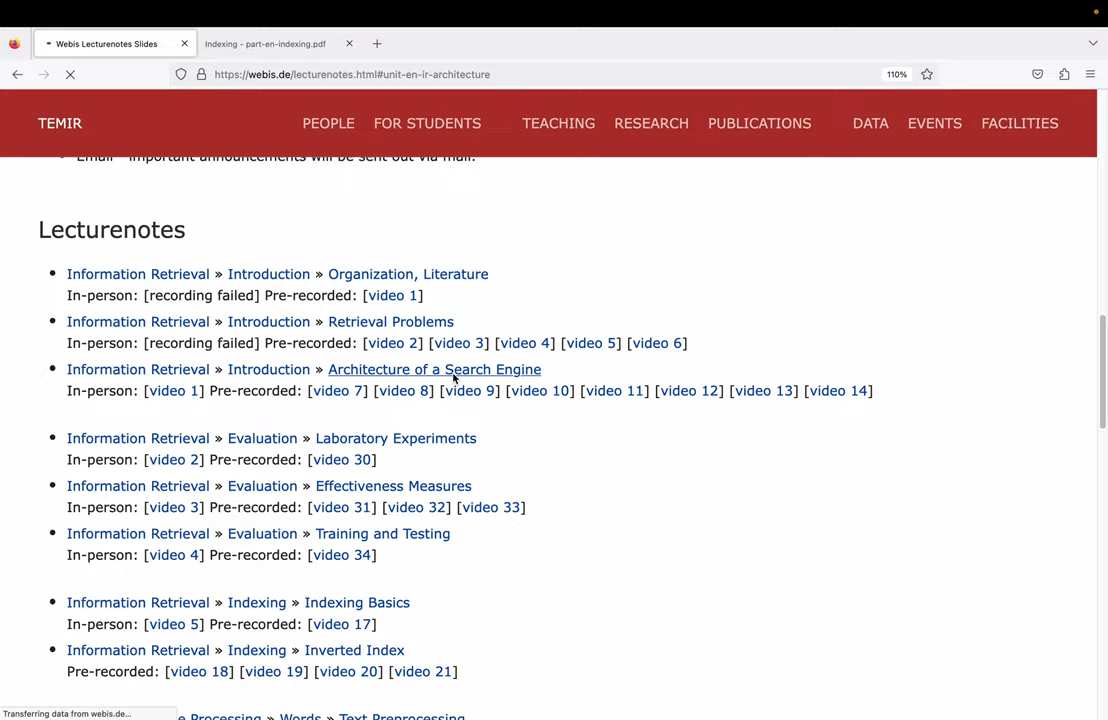 Webis Lecturenotes Slides
Indexing - part-en-indexing.pdf
https://webis.de/lecturenotes.html#unit-en-ir-architecture
110%
TEMIR PEOPLE FOR STUDENTS TEACHING RESEARCH PUBLICATIONS DATA EVENTS FACILITIES
Email - important announcements will be sent out via mail.
Lecturenotes
Information Retrieval » Introduction » Organization, Literature
In-person: [recording failed] Pre-recorded: [video 1]
Information Retrieval » Introduction » Retrieval Problems
In-person: [recording failed] Pre-recorded: [video 2] [video 3] [video 4] [video 5] [video 6]
Information Retrieval » Introduction » Architecture of a Search Engine
In-person: [video 1] Pre-recorded: [video 7] [video 8] [video 9] [video 10] [video 11] [video 12] [video 13] [video 14]
Information Retrieval » Evaluation » Laboratory Experiments
In-person: [video 2] Pre-recorded: [video 30]
Information Retrieval » Evaluation » Effectiveness Measures
In-person: [video 3] Pre-recorded: [video 31] [video 32] [video 33]
Information Retrieval » Evaluation » Training and Testing
In-person: [video 4] Pre-recorded: [video 34]
Information Retrieval » Indexing » Indexing Basics
In-person: [video 5] Pre-recorded: [video 17]
Information Retrieval » Indexing » Inverted Index
Pre-recorded: [video 18] [video 19] [video 20] [video 21]
Processing » Words » Text Preprocessing
Transferring data from webis.de...